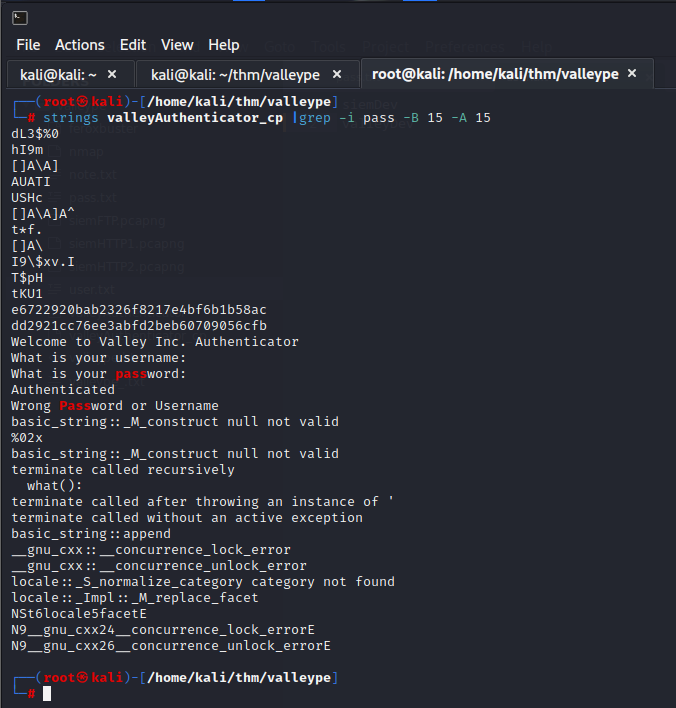 File Actions Edit View Help
kali@kali: ~ × kali@kali: ~/thm/valleype × root@kali: /home/kali/thm/valleype ×
┌──(root㉿kali)-[/home/kali/thm/valleype]
└─# strings valleyAuthenticator_cp |grep -i pass -B 15 -A 15
dL3$%0
hI9m
[]A\A]
AUATI
USHc
[]A\A]A^
t*f.
[]A\
I9\$xv.I
T$pH
tKU1
e6722920bab2326f8217e4bf6b1b58ac
dd2921cc76ee3abfd2beb60709056cfb
Welcome to Valley Inc. Authenticator
What is your username:
What is your password:
Authenticated
Wrong Password or Username
basic_string::_M_construct null not valid
%02x
basic_string::_M_construct null not valid
terminate called recursively
  what():
terminate called after throwing an instance of '
terminate called without an active exception
basic_string::append
__gnu_cxx::__concurrence_lock_error
__gnu_cxx::__concurrence_unlock_error
locale::_S_normalize_category category not found
locale::_Impl::_M_replace_facet
NSt6locale5facetE
N9__gnu_cxx24__concurrence_lock_errorE
N9__gnu_cxx26__concurrence_unlock_errorE
┌──(root㉿kali)-[/home/kali/thm/valleype]
└─#